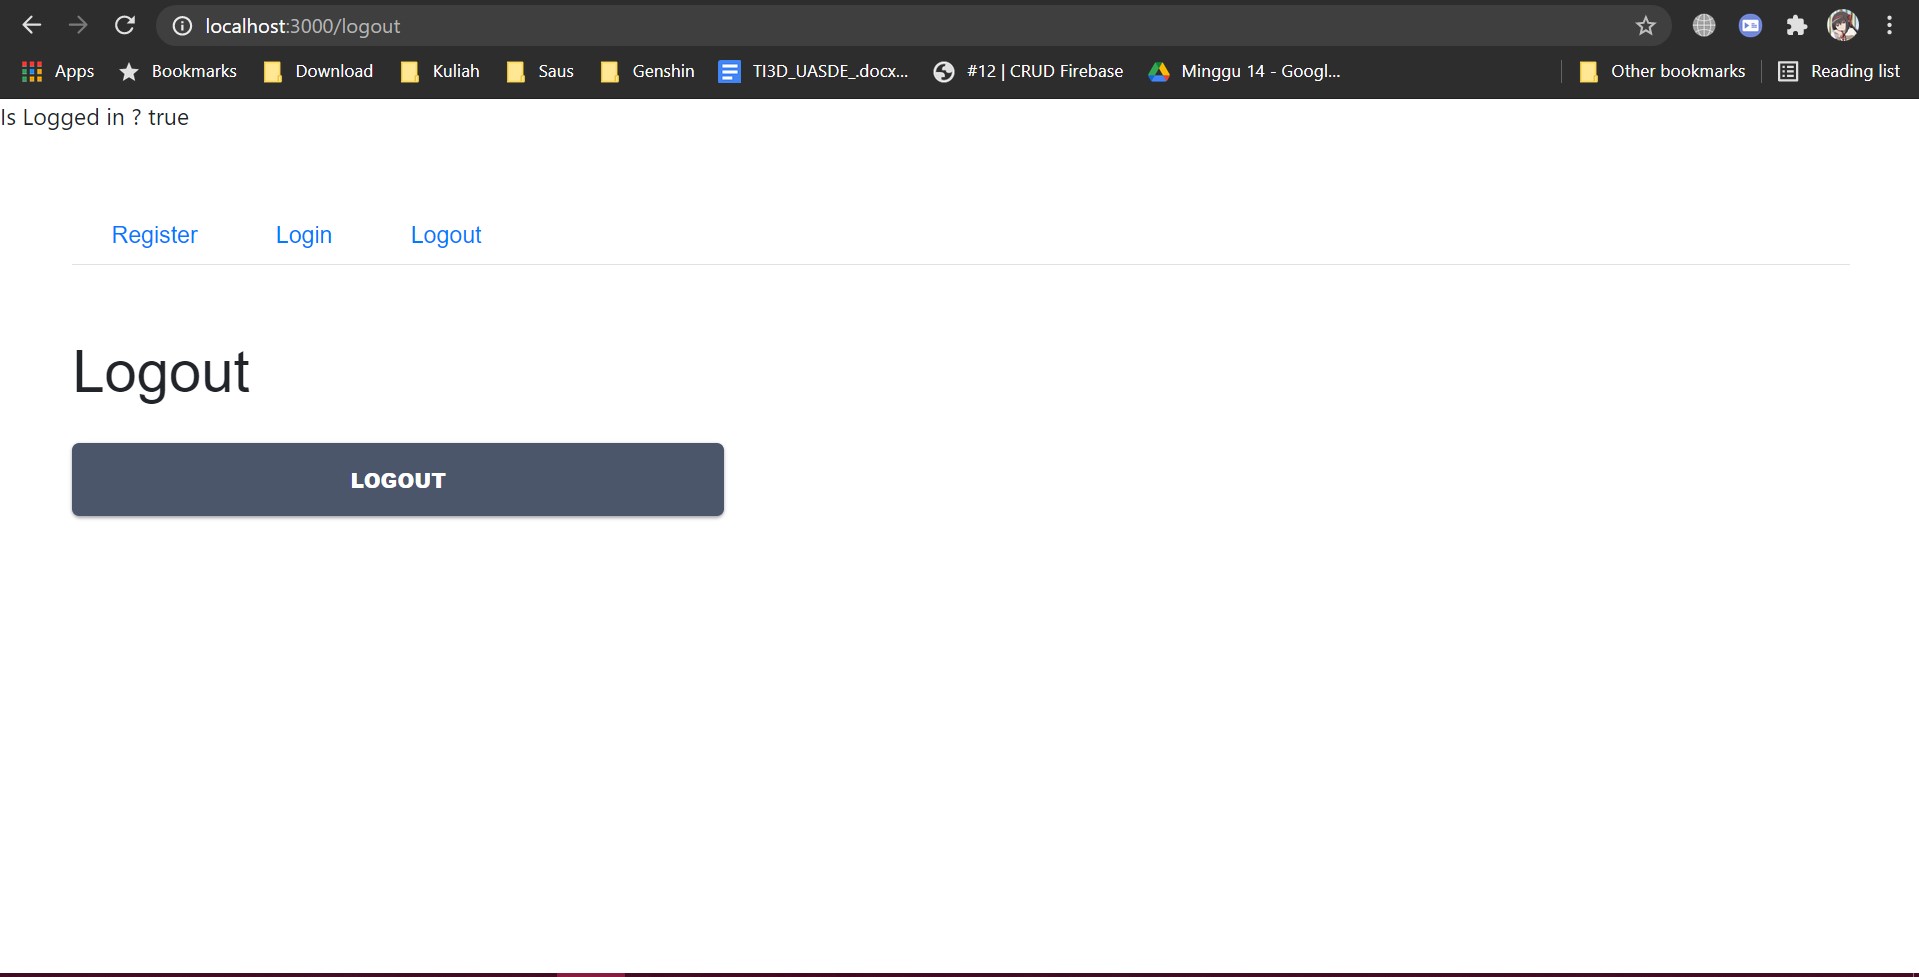 localhost:3000/logout
Apps Bookmarks Download Kuliah Saus Genshin TI3D_UASDE_.docx... #12 | CRUD Firebase Minggu 14 - Googl... Other bookmarks Reading list
Is Logged in ? true
Register Login Logout
Logout
LOGOUT